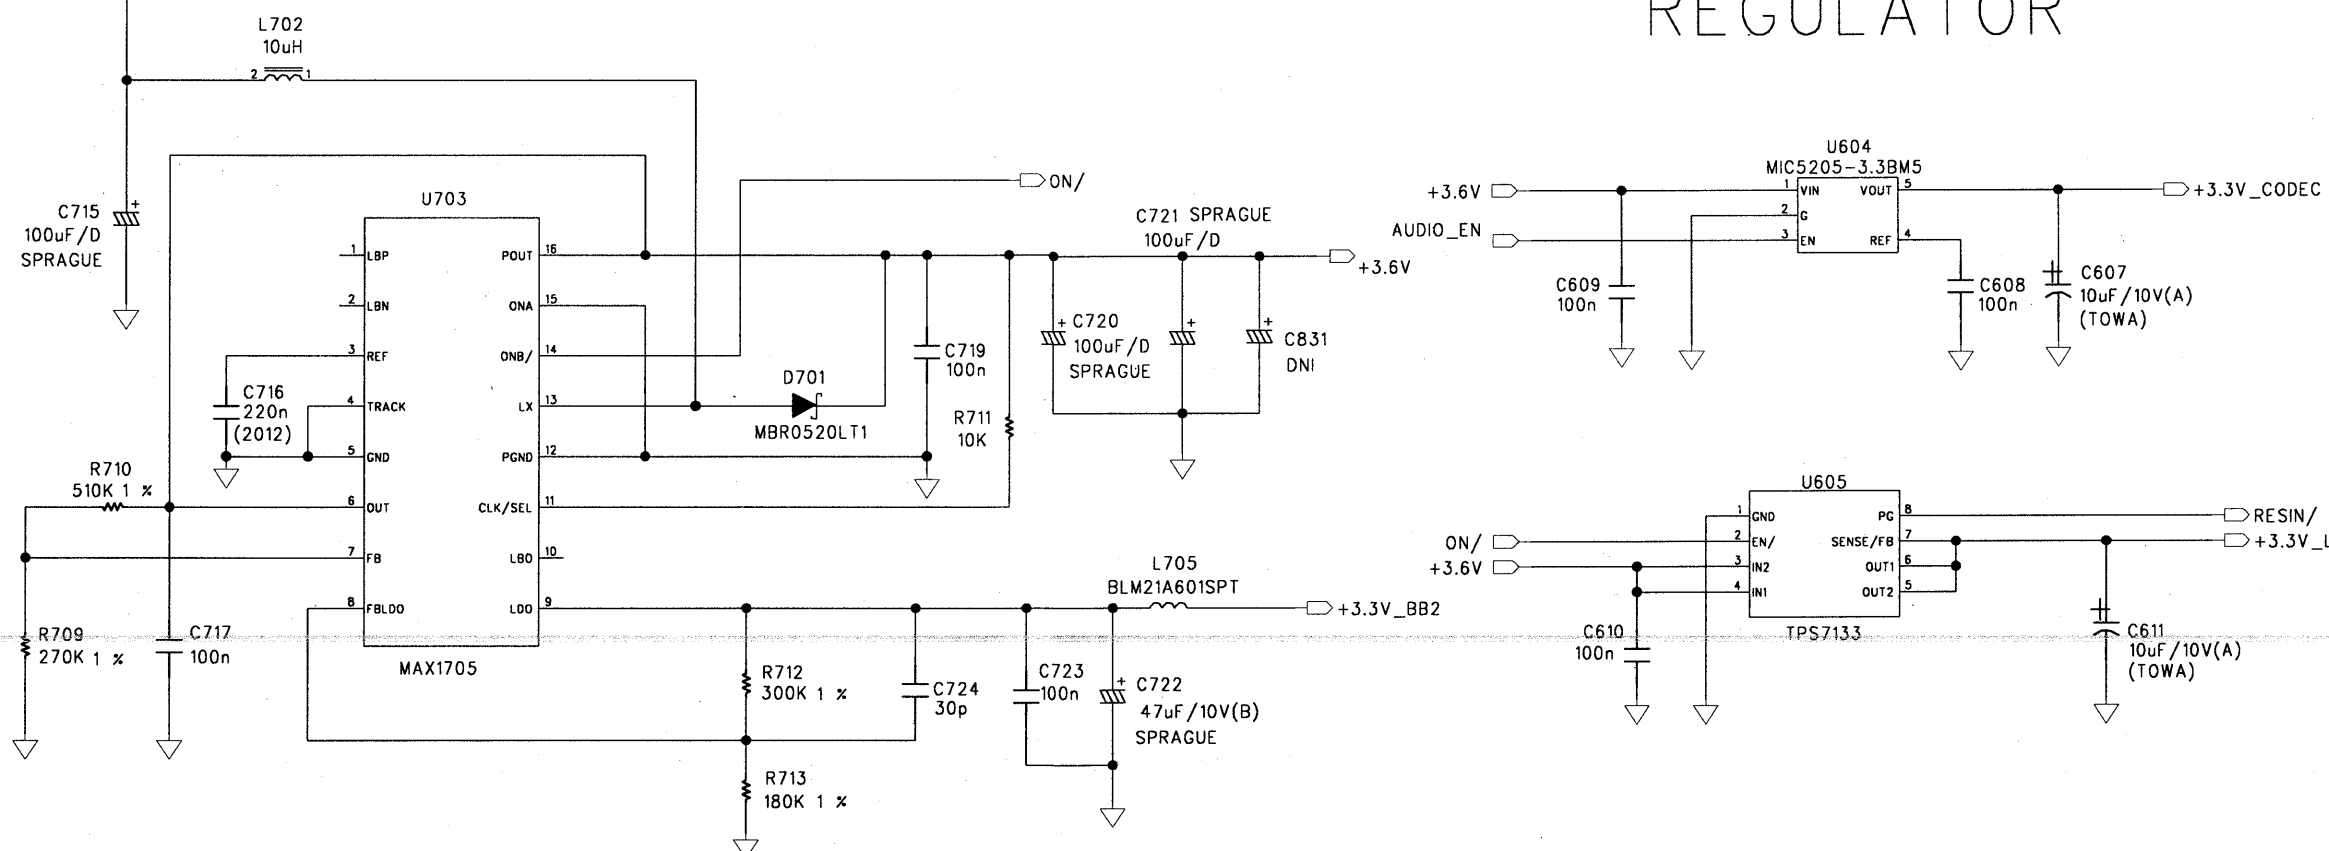 REGULATOR
L702
10uH
2
1
C715
100uF/D
SPRAGUE
+
U703
1
LBP
2
LBN
3
REF
4
TRACK
5
GND
6
OUT
7
FB
8
FBLDO
POUT
16
ONA
15
ONB/
14
LX
13
PGND
12
CLK/SEL
11
LBO
10
LDO
9
MAX1705
C716
220n
(2012)
R710
510K 1 %
R709
270K 1 %
C717
100n
ON/
D701
MBR0520LT1
C719
100n
R711
10K
C721 SPRAGUE
100uF/D
+
+
C720
100uF/D
SPRAGUE
+
C831
DNI
+3.6V
L705
BLM21A601SPT
+3.3V_BB2
R712
300K 1 %
C724
30p
C723
100n
+
C722
47uF/10V(B)
SPRAGUE
R713
180K 1 %
U604
MIC5205-3.3BM5
+3.6V
AUDIO_EN
1
VIN
2
G
3
EN
VOUT
5
REF
4
+3.3V_CODEC
C609
100n
C608
100n
C607
10uF/10V(A)
(TOWA)
U605
1
GND
2
EN/
3
IN2
4
IN1
PG
8
SENSE/FB
7
OUT1
6
OUT2
5
TPS7133
ON/
+3.6V
RESIN/
+3.3V_L
C610
100n
C611
10uF/10V(A)
(TOWA)